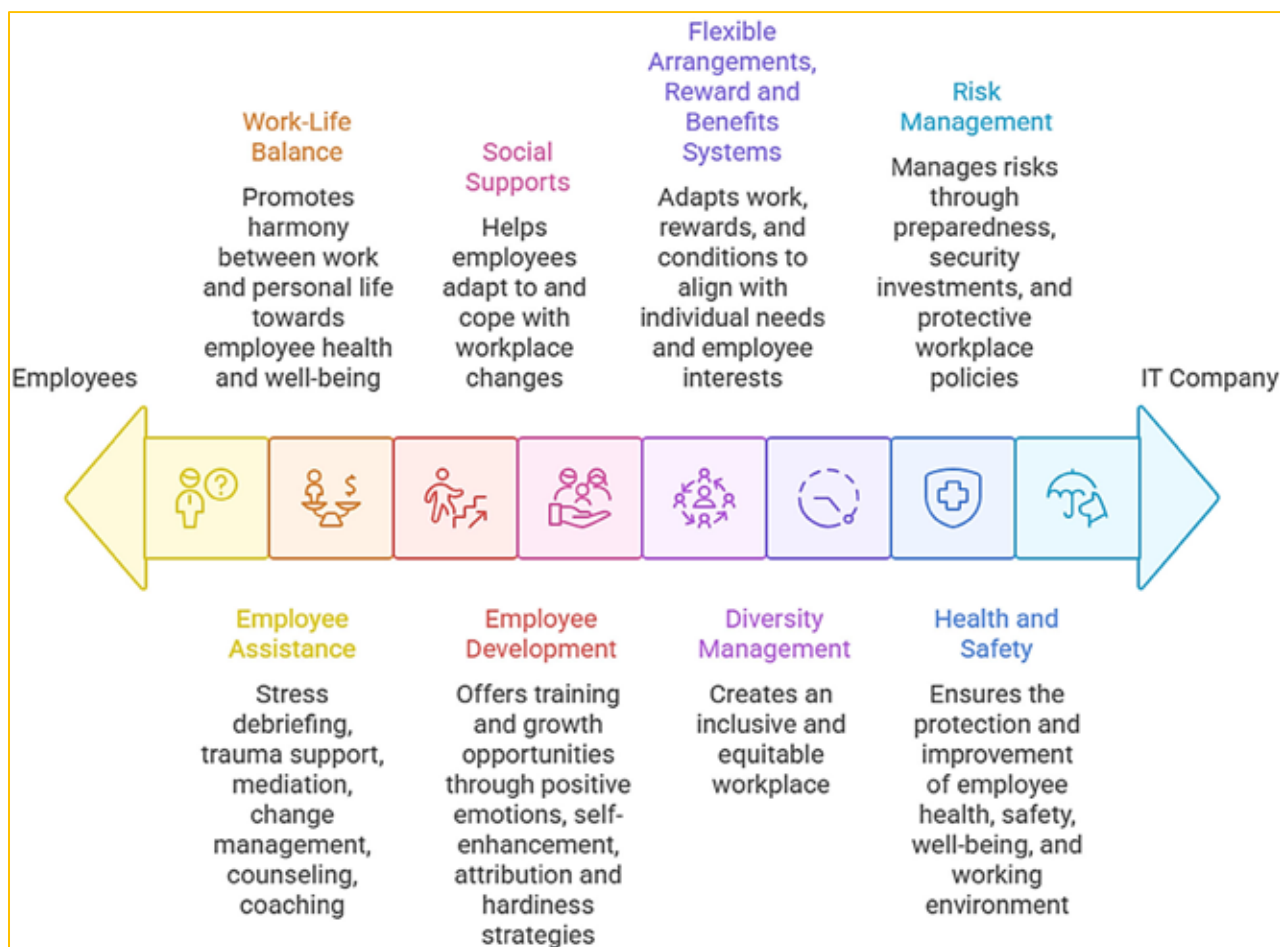 Flexible
Arrangements,
Reward and
Benefits
Systems
Adapts work,
rewards, and
conditions to
align with
individual needs
and employee
interests
Work-Life
Balance
Promotes
harmony
between work
and personal life
towards
employee health
and well-being
Social
Supports
Helps
employees
adapt to and
cope with
workplace
changes
Risk
Management
Manages risks
through
preparedness,
security
investments, and
protective
workplace
policies
Employees
IT Company
?
$
Employee
Assistance
Stress
debriefing,
trauma support,
mediation,
change
management,
counseling,
coaching
Employee
Development
Offers training
and growth
opportunities
through positive
emotions, self-
enhancement,
attribution and
hardiness
strategies
Diversity
Management
Creates an
inclusive and
equitable
workplace
Health and
Safety
Ensures the
protection and
improvement
of employee
health, safety,
well-being, and
working
environment